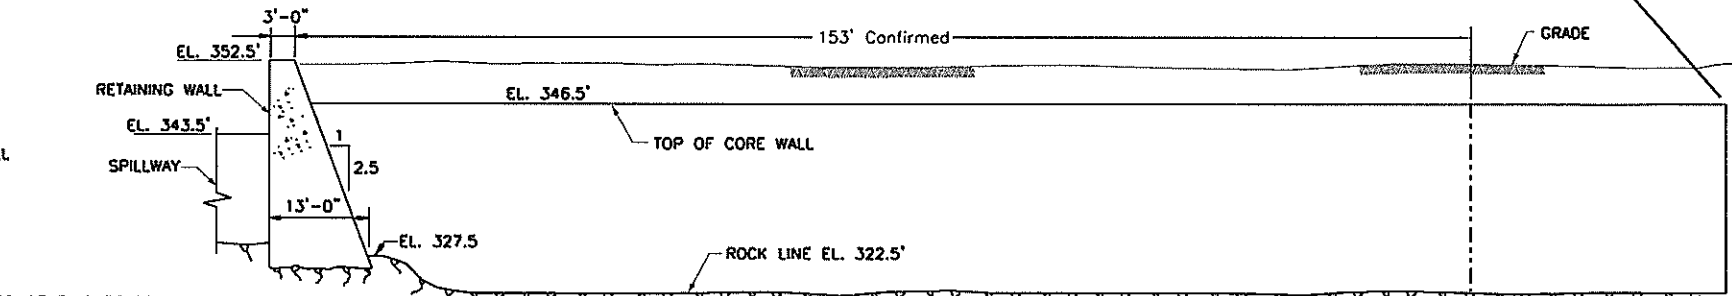 3'-0"
153' Confirmed
GRADE
EL. 352.5'
RETAINING WALL
EL. 346.5'
EL. 343.5'
1
TOP OF CORE WALL
SPILLWAY
2.5
13'-0"
EL. 327.5
ROCK LINE EL. 322.5'